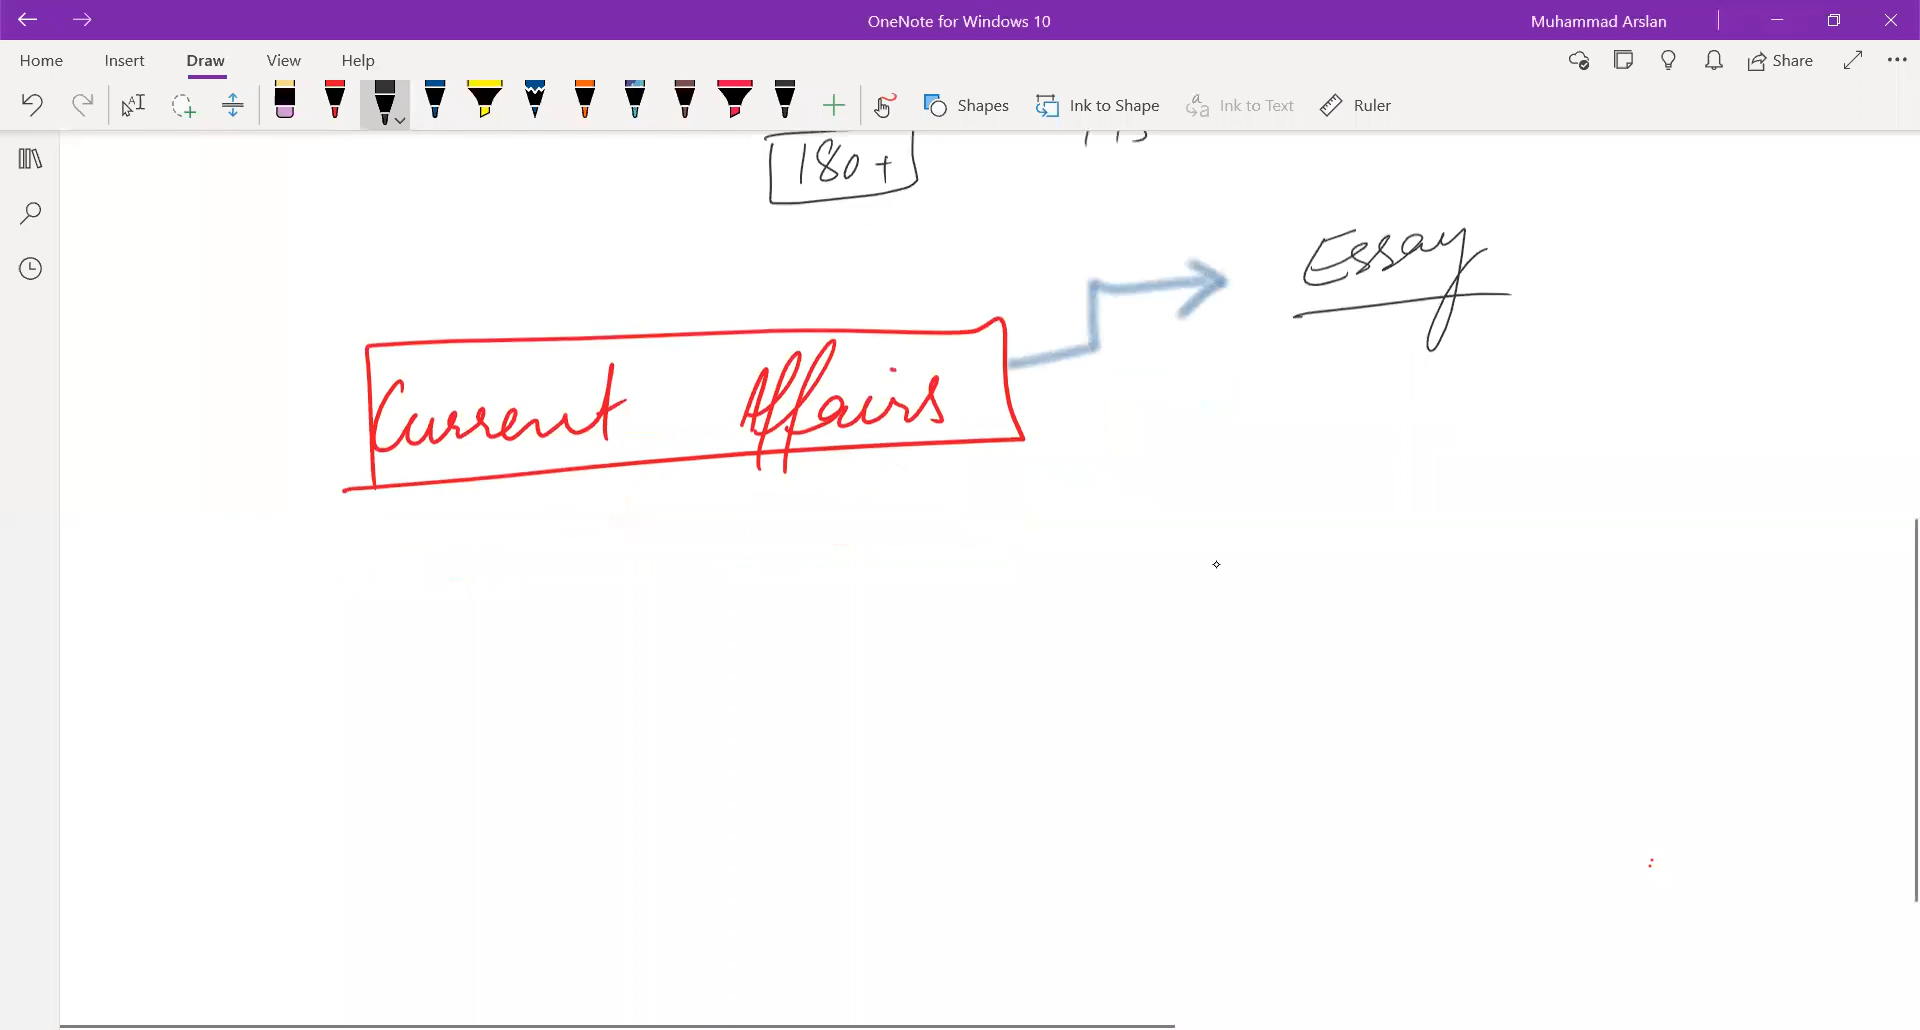 OneNote for Windows 10
Muhammad Arslan
Home Insert Draw View Help
Share
Shapes Ink to Shape Ink to Text Ruler
180+
Essay
Current Affairs